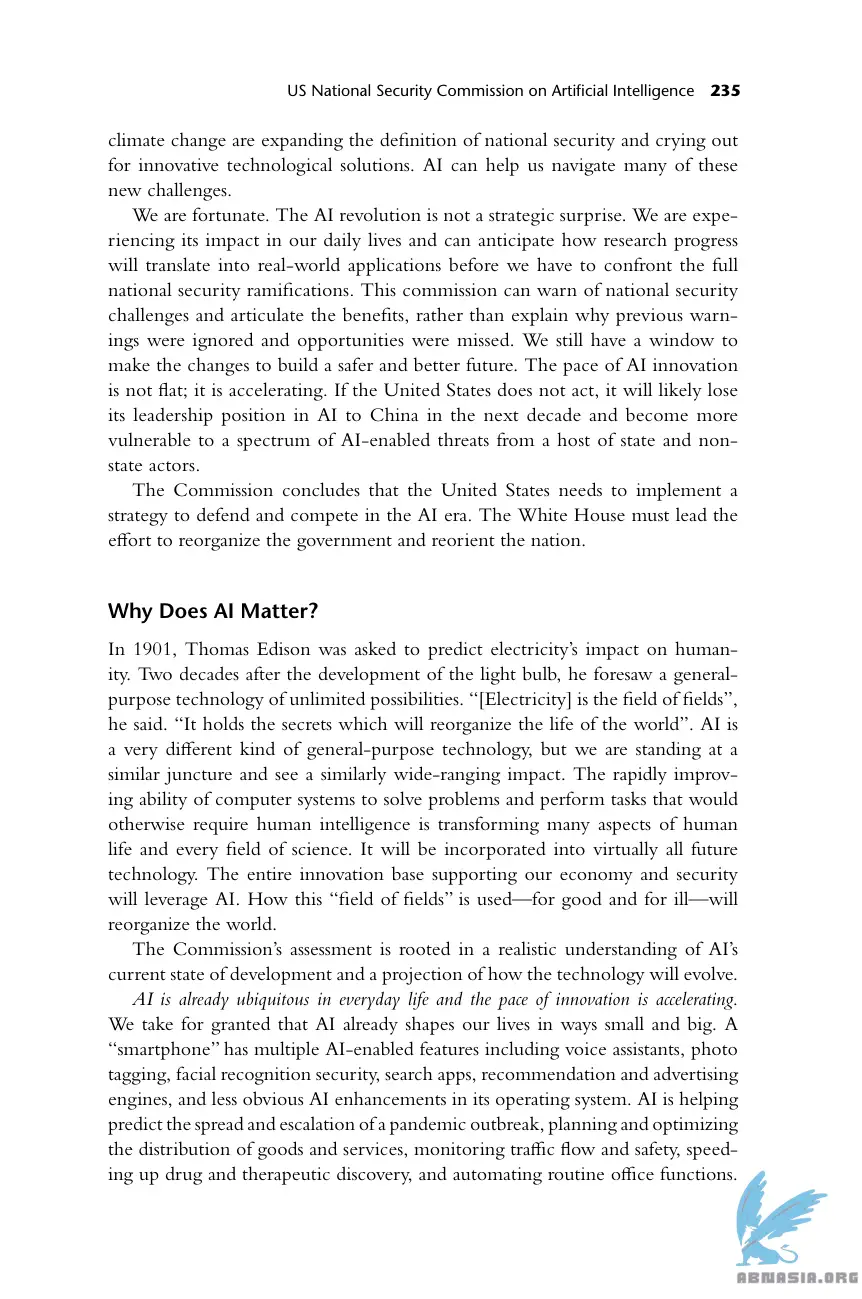 US National Security Commission on Artificial Intelligence 235
climate change are expanding the definition of national security and crying out
for innovative technological solutions. AI can help us navigate many of these
new challenges.
We are fortunate. The AI revolution is not a strategic surprise. We are expe-
riencing its impact in our daily lives and can anticipate how research progress
will translate into real-world applications before we have to confront the full
national security ramifications. This commission can warn of national security
challenges and articulate the benefits, rather than explain why previous warn-
ings were ignored and opportunities were missed. We still have a window to
make the changes to build a safer and better future. The pace of AI innovation
is not flat; it is accelerating. If the United States does not act, it will likely lose
its leadership position in AI to China in the next decade and become more
vulnerable to a spectrum of AI-enabled threats from a host of state and non-
state actors.
The Commission concludes that the United States needs to implement a
strategy to defend and compete in the AI era. The White House must lead the
effort to reorganize the government and reorient the nation.
Why Does AI Matter?
In 1901, Thomas Edison was asked to predict electricity’s impact on human-
ity. Two decades after the development of the light bulb, he foresaw a general-
purpose technology of unlimited possibilities. “[Electricity] is the field of fields”,
he said. “It holds the secrets which will reorganize the life of the world”. AI is
a very different kind of general-purpose technology, but we are standing at a
similar juncture and see a similarly wide-ranging impact. The rapidly improv-
ing ability of computer systems to solve problems and perform tasks that would
otherwise require human intelligence is transforming many aspects of human
life and every field of science. It will be incorporated into virtually all future
technology. The entire innovation base supporting our economy and security
will leverage AI. How this “field of fields” is used—for good and for ill—will
reorganize the world.
The Commission’s assessment is rooted in a realistic understanding of AI’s
current state of development and a projection of how the technology will evolve.
AI is already ubiquitous in everyday life and the pace of innovation is accelerating.
We take for granted that AI already shapes our lives in ways small and big. A
“smartphone” has multiple AI-enabled features including voice assistants, photo
tagging, facial recognition security, search apps, recommendation and advertising
engines, and less obvious AI enhancements in its operating system. AI is helping
predict the spread and escalation of a pandemic outbreak, planning and optimizing
the distribution of goods and services, monitoring traffic flow and safety, speed-
ing up drug and therapeutic discovery, and automating routine office functions.
ABNASIA.ORG